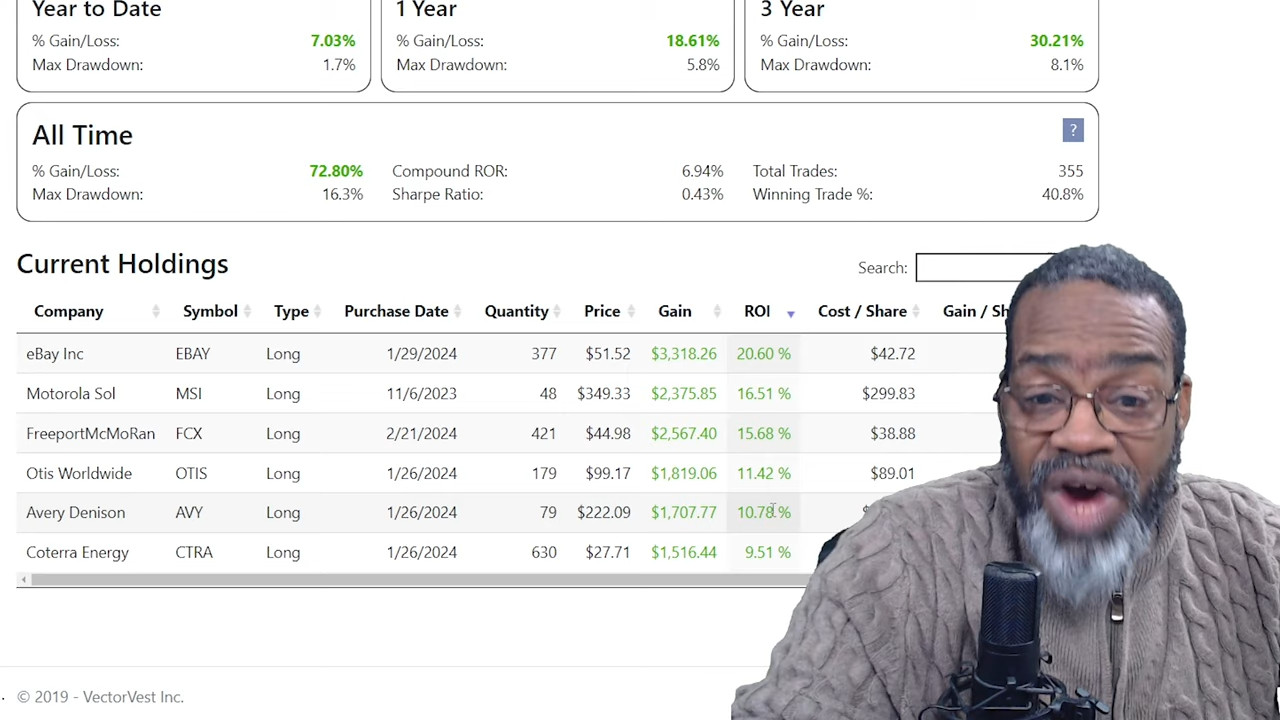 Year to Date 1 Year 3 Year
% Gain/Loss: 7.03% % Gain/Loss: 18.61% % Gain/Loss: 30.21%
Max Drawdown: 1.7% Max Drawdown: 5.8% Max Drawdown: 8.1%
All Time ?
% Gain/Loss: 72.80% Compound ROR: 6.94% Total Trades: 355
Max Drawdown: 16.3% Sharpe Ratio: 0.43% Winning Trade %: 40.8%
Current Holdings Search:
Company Symbol Type Purchase Date Quantity Price Gain ROI Cost / Share Gain / Sh
eBay Inc EBAY Long 1/29/2024 377 $51.52 $3,318.26 20.60 % $42.72
Motorola Sol MSI Long 11/6/2023 48 $349.33 $2,375.85 16.51 % $299.83
FreeportMcMoRan FCX Long 2/21/2024 421 $44.98 $2,567.40 15.68 % $38.88
Otis Worldwide OTIS Long 1/26/2024 179 $99.17 $1,819.06 11.42 % $89.01
Avery Denison AVY Long 1/26/2024 79 $222.09 $1,707.77 10.78 % $
Coterra Energy CTRA Long 1/26/2024 630 $27.71 $1,516.44 9.51 %
© 2019 - VectorVest Inc.